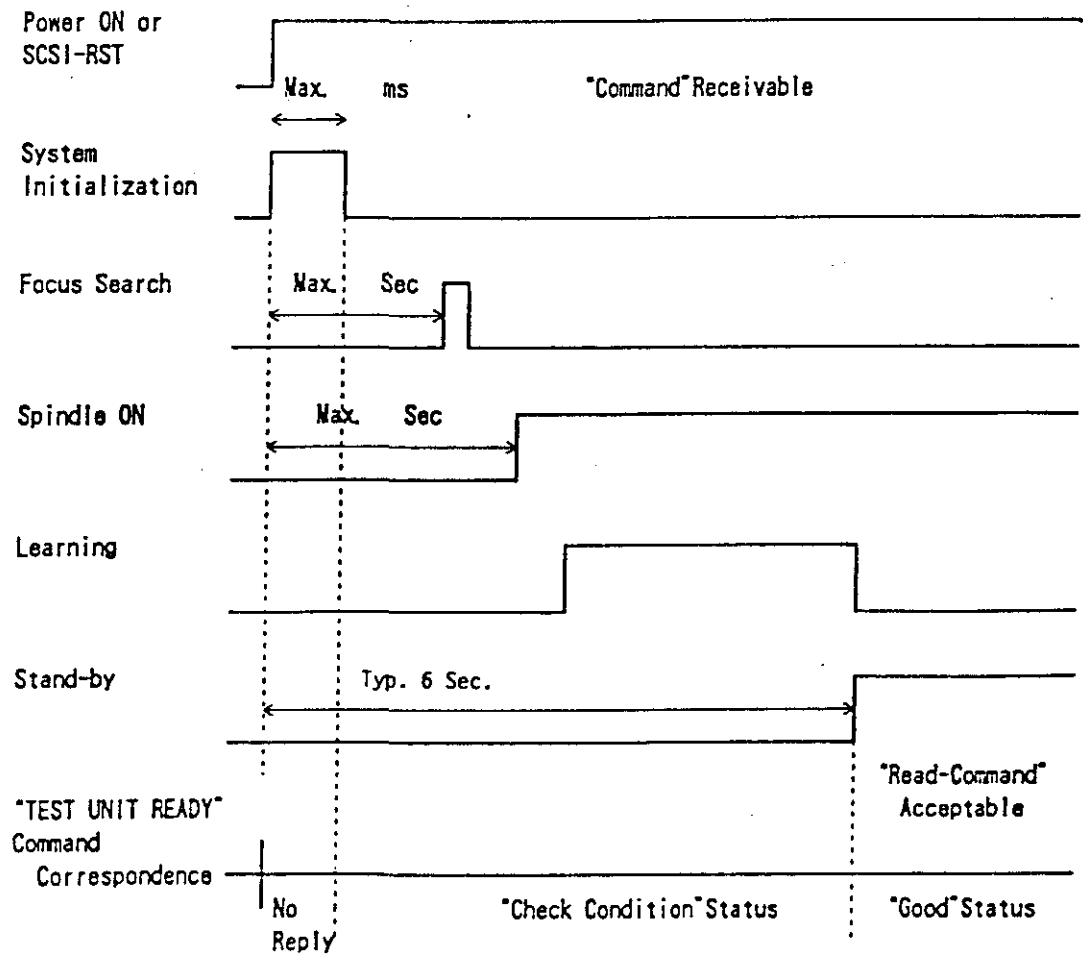 Power ON or
SCSI-RST
Max. ms
"Command" Receivable
System
Initialization
Focus Search
Max. Sec
Spindle ON
Max. Sec
Learning
Stand-by
Typ. 6 Sec.
"Read-Command"
Acceptable
"TEST UNIT READY"
Command
Correspondence
No
Reply
"Check Condition" Status
"Good" Status